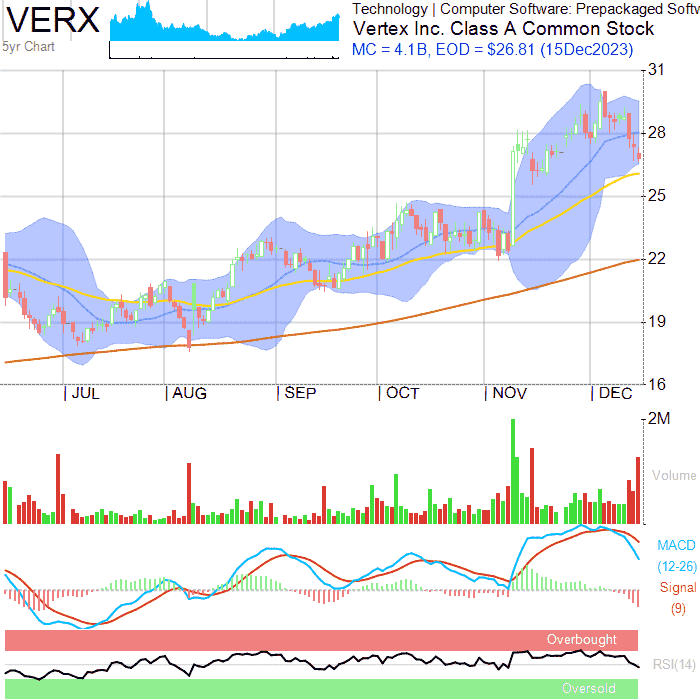 VERX
5yr Chart
Technology | Computer Software: Prepackaged Softw
Vertex Inc. Class A Common Stock
MC = 4.1B, EOD = $26.81 (15Dec2023)
31
28
25
22
19
16
JUL
AUG
SEP
OCT
NOV
DEC
2M
Volume
MACD
(12-26)
Signal
(9)
Overbought
RSI(14)
Oversold